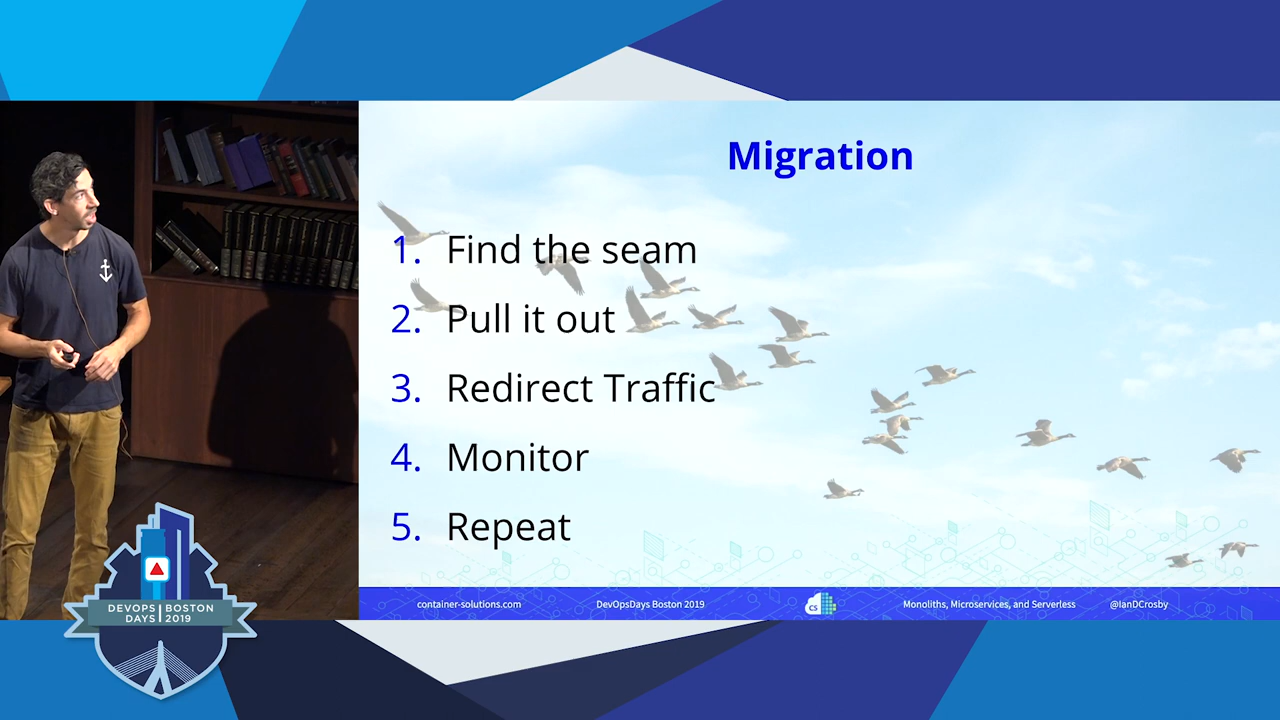 Migration
1. Find the seam
2. Pull it out
3. Redirect Traffic
4. Monitor
5. Repeat
container-solutions.com DevOpsDays Boston 2019 CS Monoliths, Microservices, and Serverless @IanDCrosby
DEVOPS BOSTON
DAYS 2019